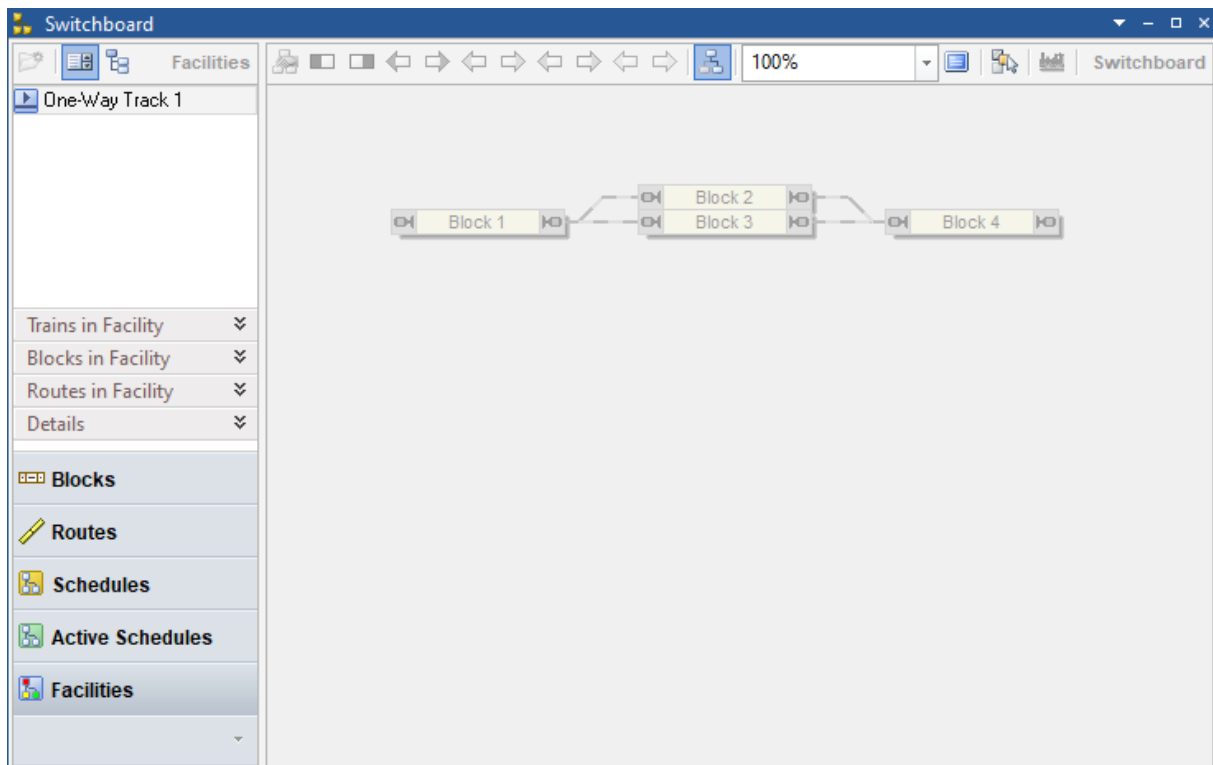 Switchboard
Facilities
100%
Switchboard
One-Way Track 1
Block 2
Block 1
Block 3
Block 4
Trains in Facility
Blocks in Facility
Routes in Facility
Details
Blocks
Routes
Schedules
Active Schedules
Facilities